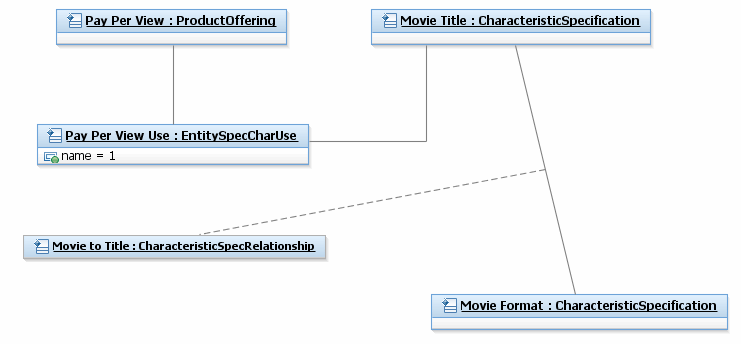 Pay Per View : ProductOffering
Movie Title : CharacteristicSpecification
Pay Per View Use : EntitySpecCharUse
name = 1
Movie to Title : CharacteristicSpecRelationship
Movie Format : CharacteristicSpecification